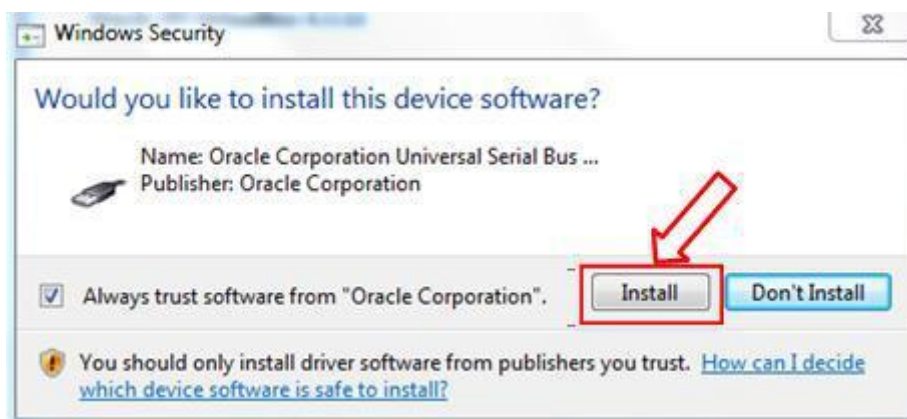 Windows Security
Would you like to install this device software?
Name: Oracle Corporation Universal Serial Bus ...
Publisher: Oracle Corporation
Always trust software from "Oracle Corporation".
Install
Don't Install
You should only install driver software from publishers you trust. How can I decide
which device software is safe to install?